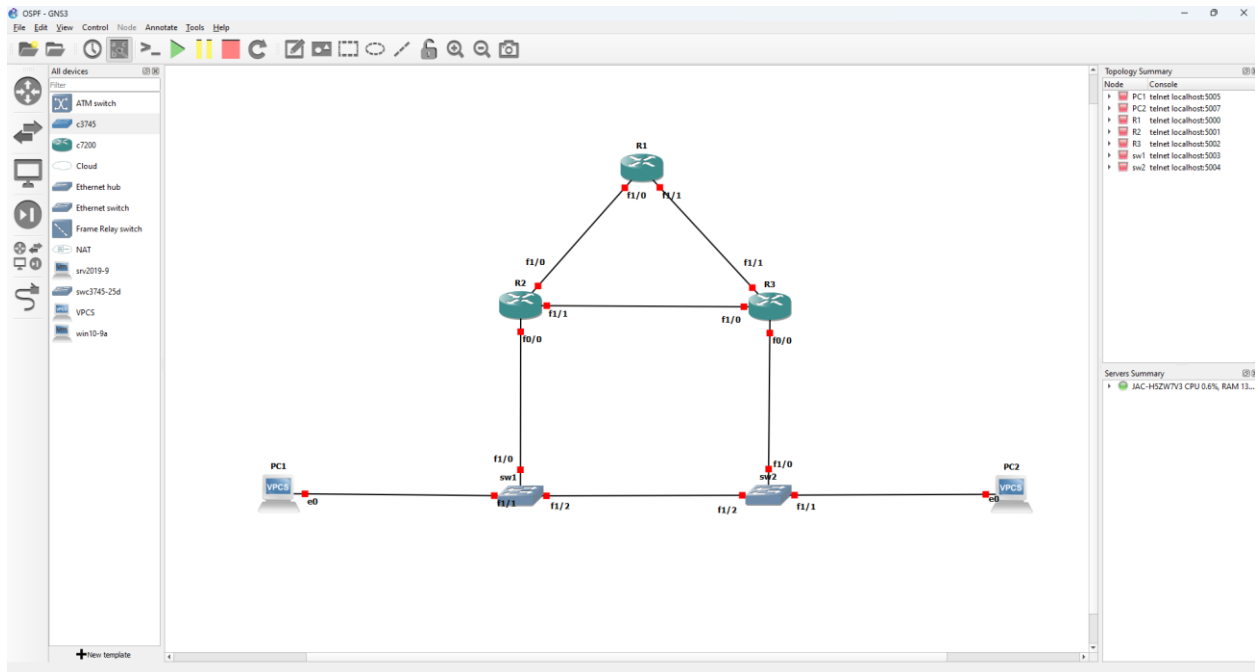 OSPF - GNS3
File Edit View Control Node Annotate Tools Help
All devices
Filter
ATM switch
c3745
c7200
Cloud
Ethernet hub
Ethernet switch
Frame Relay switch
NAT
srv2019-9
swc3745-25d
VPCS
win10-9a
New template
R1
f1/0
f1/1
f1/0
f1/1
R2
R3
f1/1
f1/0
f0/0
f0/0
f1/0
f1/0
PC1
sw1
sw2
PC2
VPCS
VPCS
e0
f1/1
f1/2
f1/2
f1/1
e0
Topology Summary
Node Console
PC1 telnet localhost:5005
PC2 telnet localhost:5007
R1 telnet localhost:5000
R2 telnet localhost:5001
R3 telnet localhost:5002
sw1 telnet localhost:5003
sw2 telnet localhost:5004
Servers Summary
JAC-H5ZW7V3 CPU 0.6%, RAM 13...